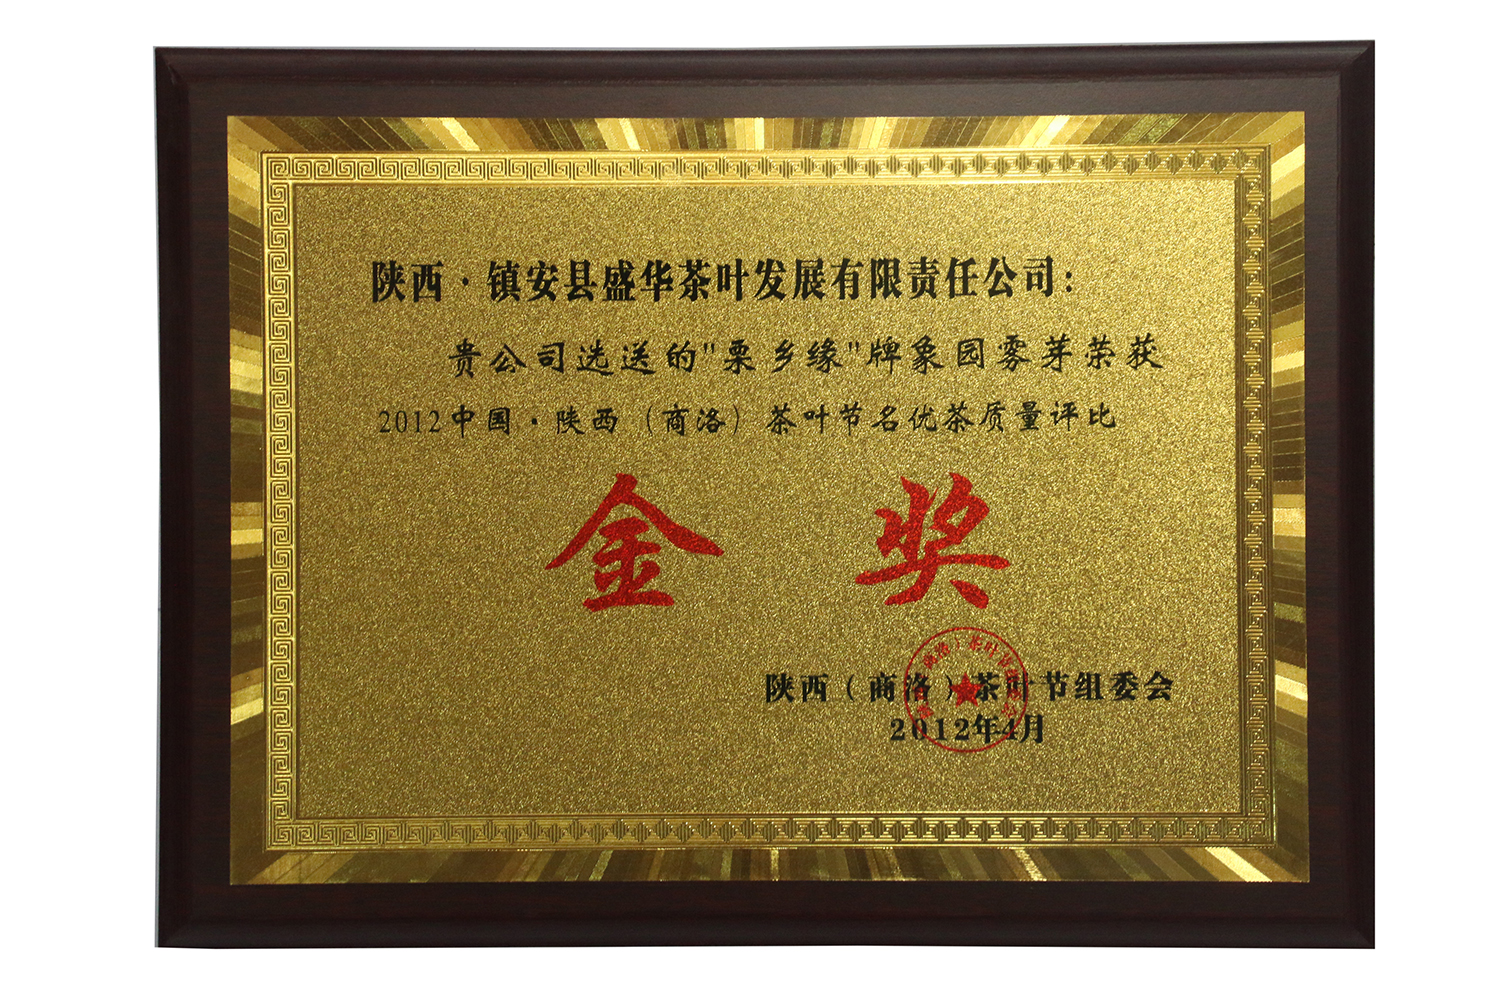 陕西·镇安县盛华茶叶发展有限责任公司：
贵公司选送的"栗乡缘"牌象园雾芽荣获
2012中国·陕西（商洛）茶叶节名优茶质量评比
金 奖
陕西（商洛）茶叶节组委会
2012年4月